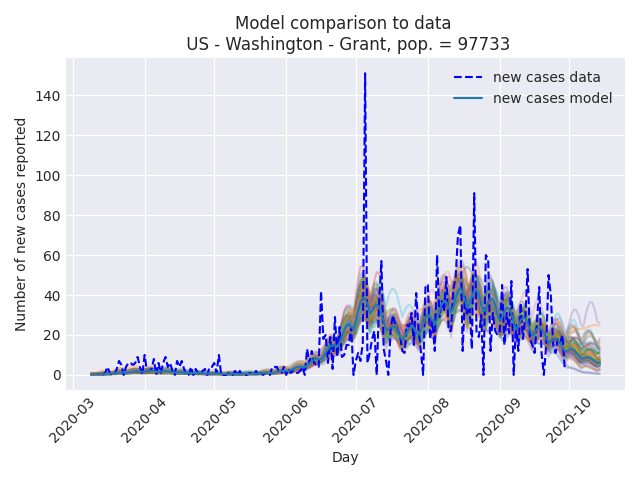 Model comparison to data
US - Washington - Grant, pop. = 97733
new cases data
new cases model
Number of new cases reported
140
120
100
80
60
40
20
0
2020-03
2020-04
2020-05
2020-06
2020-07
2020-08
2020-09
2020-10
Day